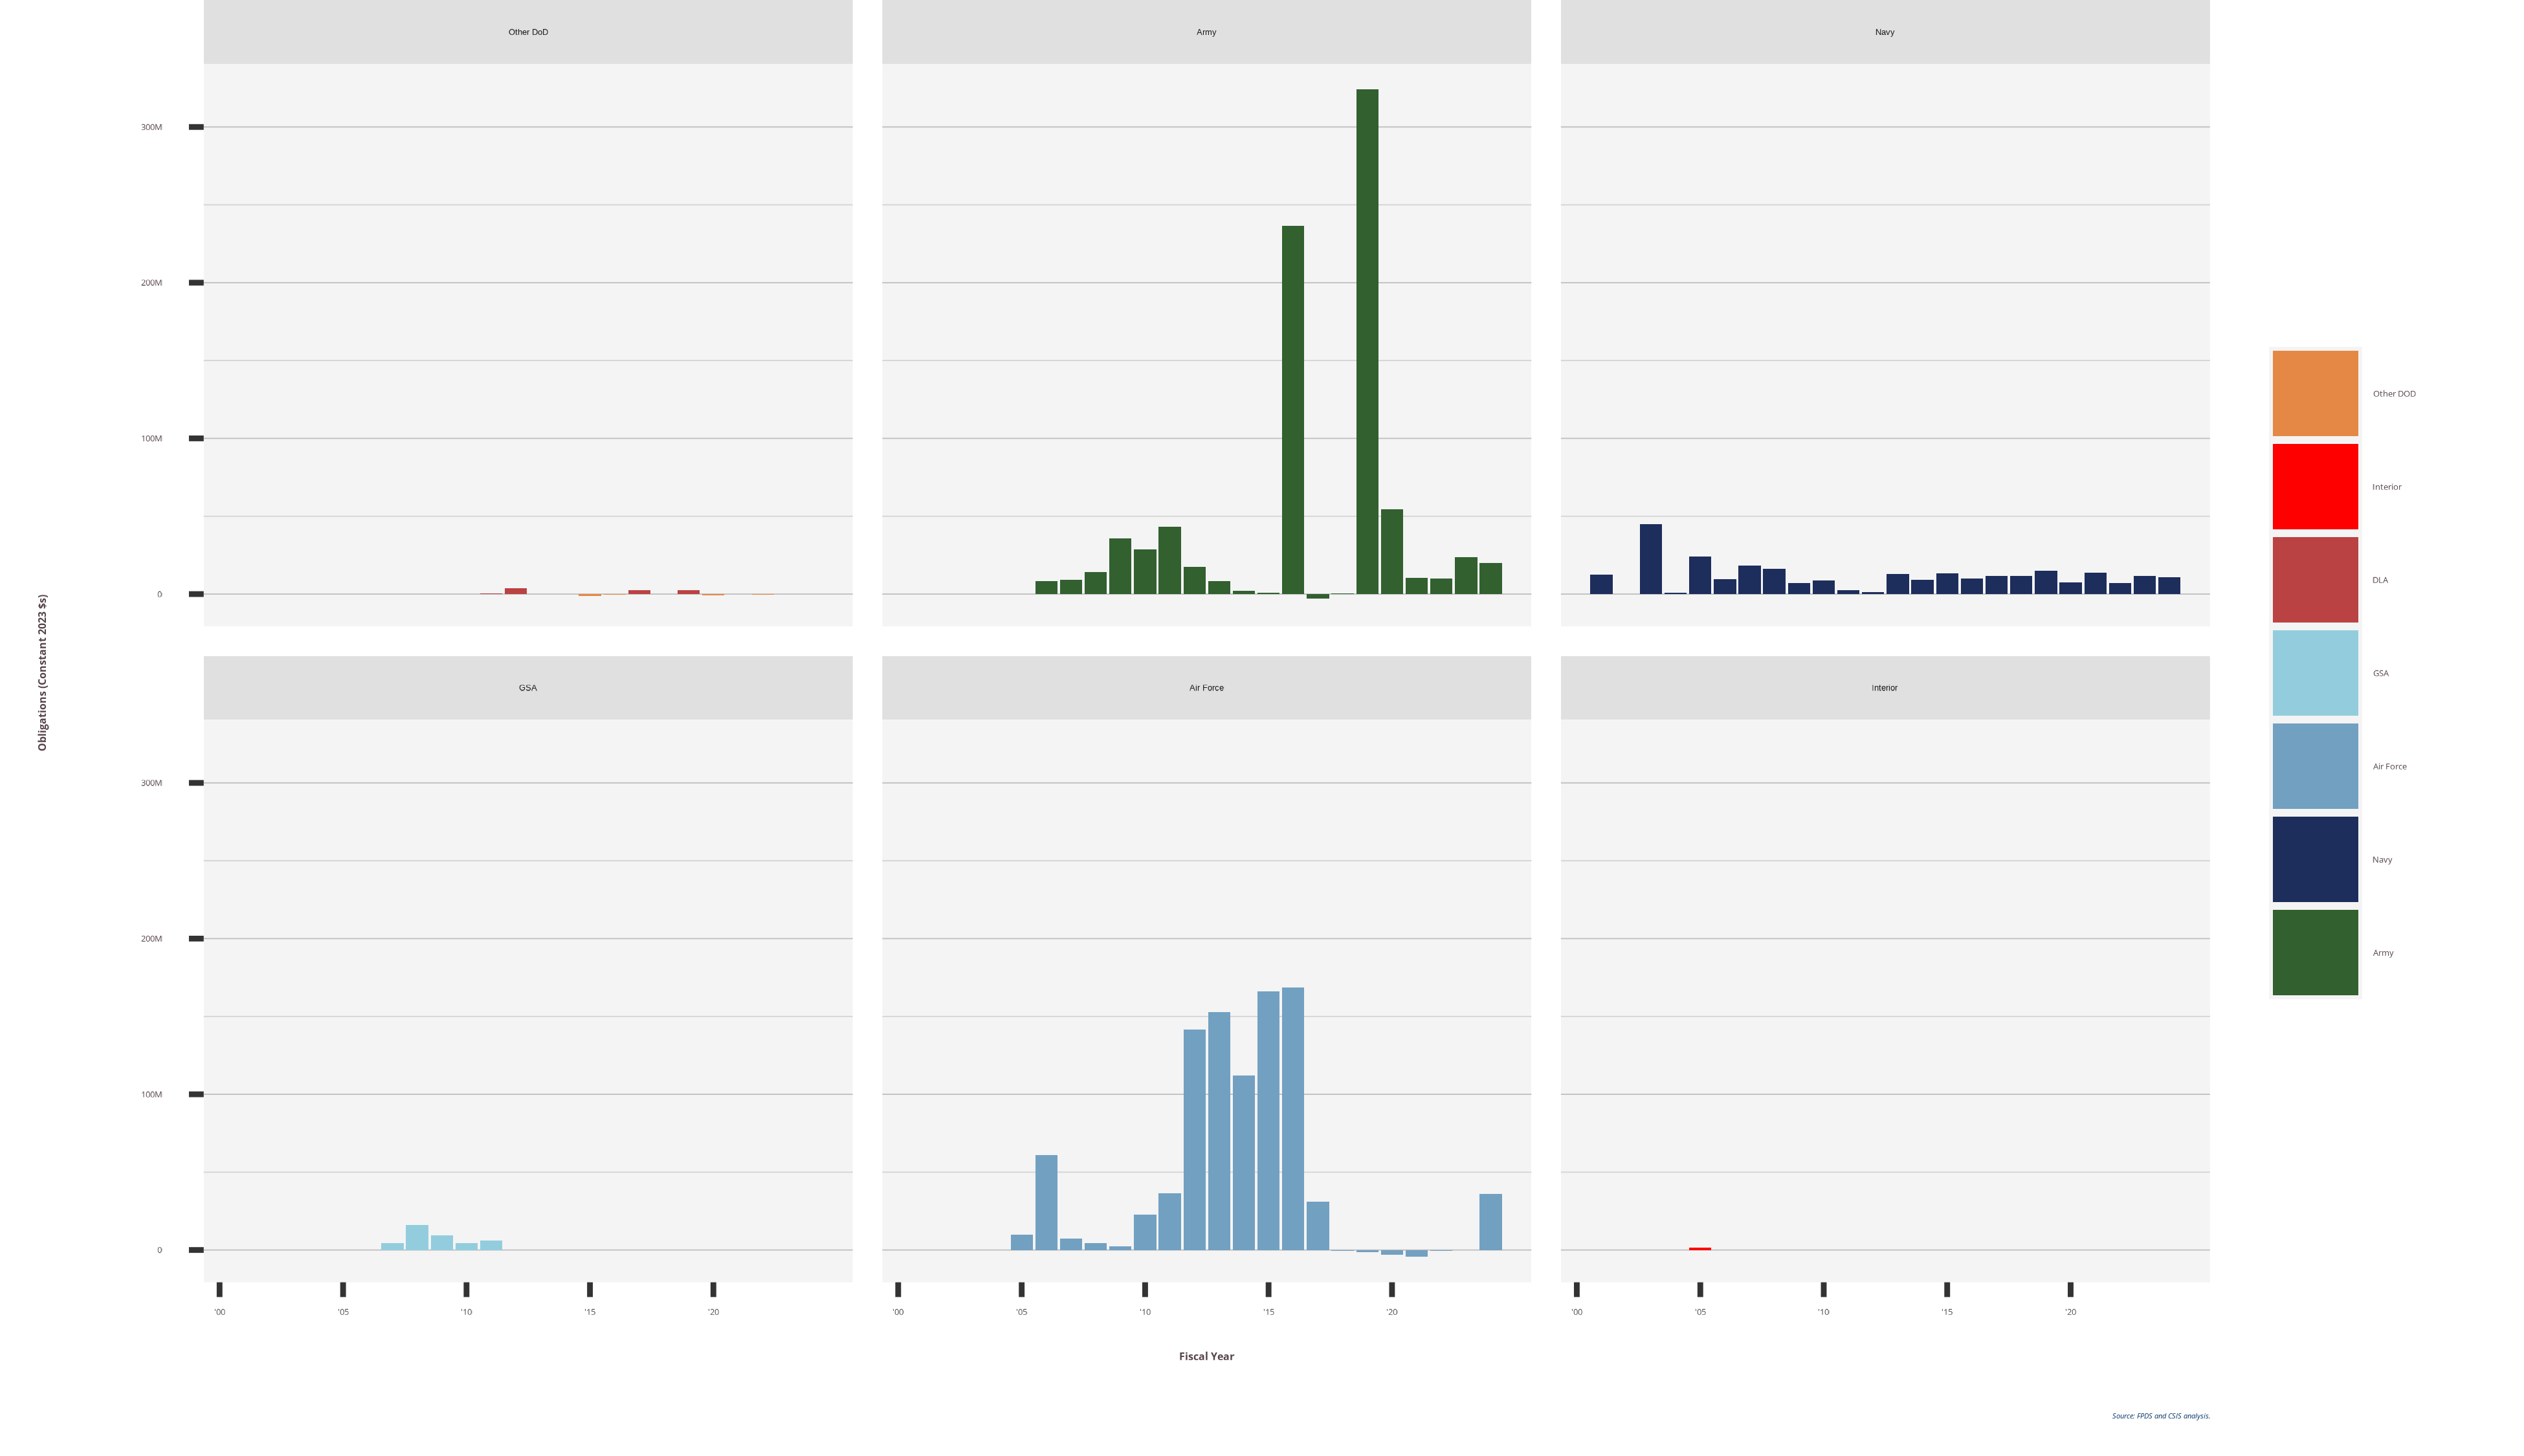 Other DoD
Army
Navy
300M
200M
100M
0
Obligations (Constant 2023 $s)
GSA
Air Force
Interior
300M
200M
100M
0
'00
'05
'10
'15
'20
'00
'05
'10
'15
'20
'00
'05
'10
'15
'20
Fiscal Year
Other DOD
Interior
DLA
GSA
Air Force
Navy
Army
Source: FPDS and CSIS analysis.